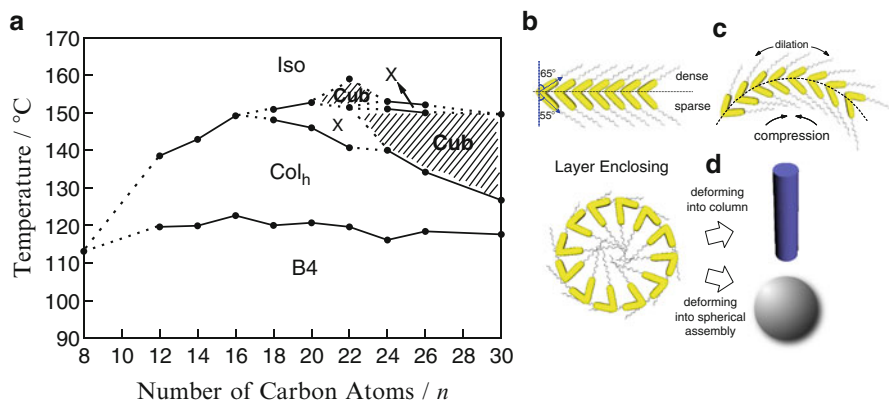 a
170
160
150
140
130
120
110
100
90
Temperature / °C
Iso
X
Cub
X
Cub
Col_h
B4
8 10 12 14 16 18 20 22 24 26 28 30
Number of Carbon Atoms / n
b
65°
55°
dense
sparse
c
dilation
compression
Layer Enclosing
d
deforming
into column
deforming
into spherical
assembly